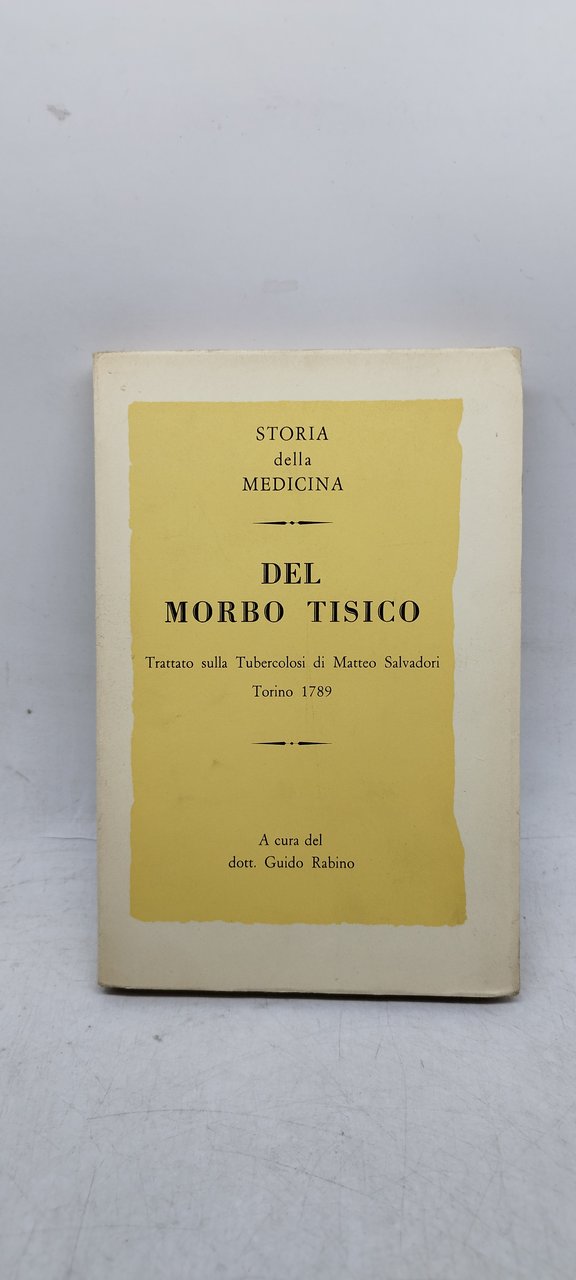 STORIA
della
MEDICINA
DEL
MORBO TISICO
Trattato sulla Tubercolosi di Matteo Salvadori
Torino 1789
A cura del
dott. Guido Rabino